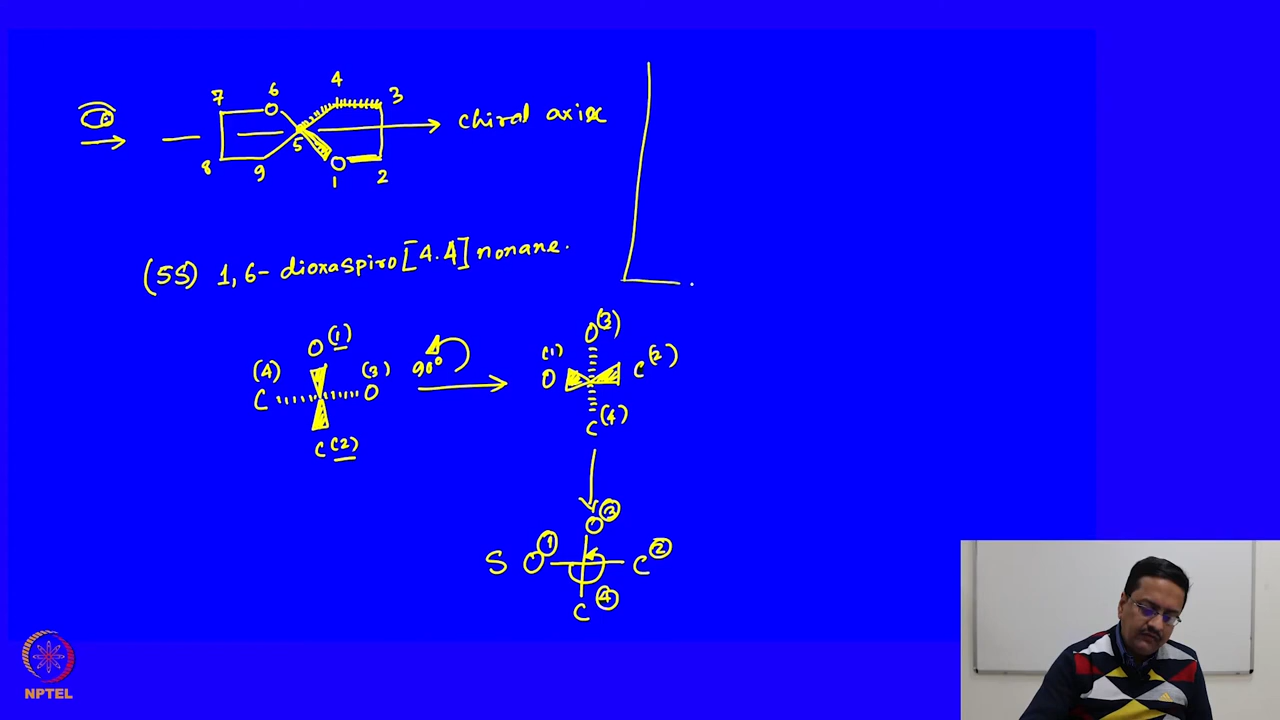 4
7 6 3
chiral axis
5
8 9 1 2
(5S) 1,6-dioxaspiro[4.4]nonane.
O (1)
(4) C O (3)
C (2)
90°
O (3)
(1) O C (2)
C (4)
O ③
S O ① C ②
C ④
NPTEL